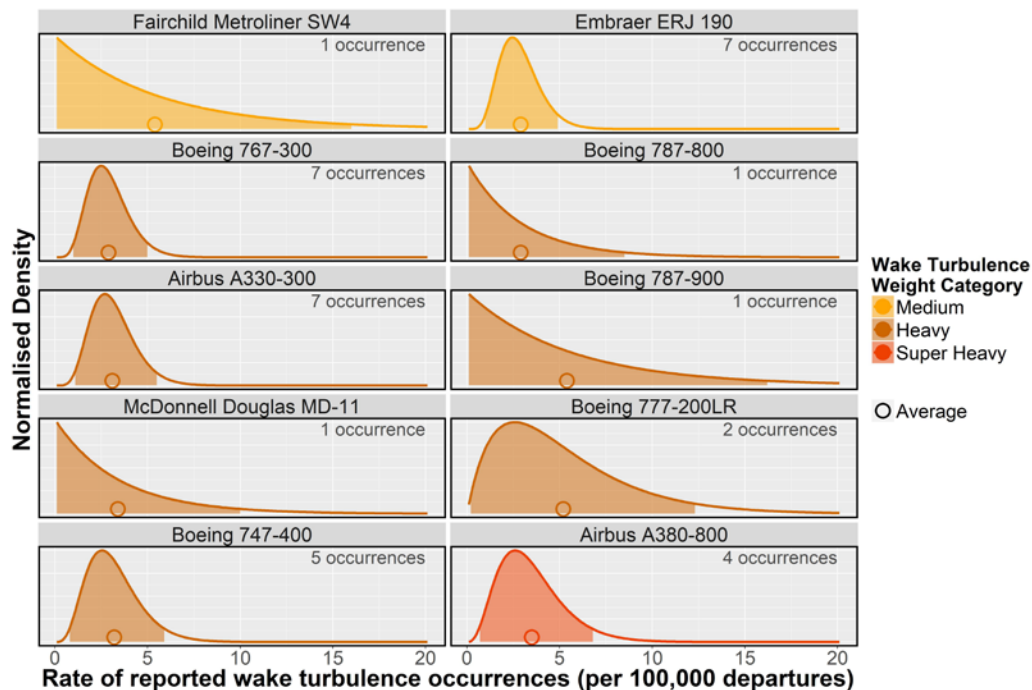 Fairchild Metroliner SW4
1 occurrence
Embraer ERJ 190
7 occurrences
Boeing 767-300
7 occurrences
Boeing 787-800
1 occurrence
Airbus A330-300
7 occurrences
Boeing 787-900
1 occurrence
McDonnell Douglas MD-11
1 occurrence
Boeing 777-200LR
2 occurrences
Boeing 747-400
5 occurrences
Airbus A380-800
4 occurrences
Normalised Density
0 5 10 15 20 0 5 10 15 20
Rate of reported wake turbulence occurrences (per 100,000 departures)
Wake Turbulence
Weight Category
Medium
Heavy
Super Heavy
Average